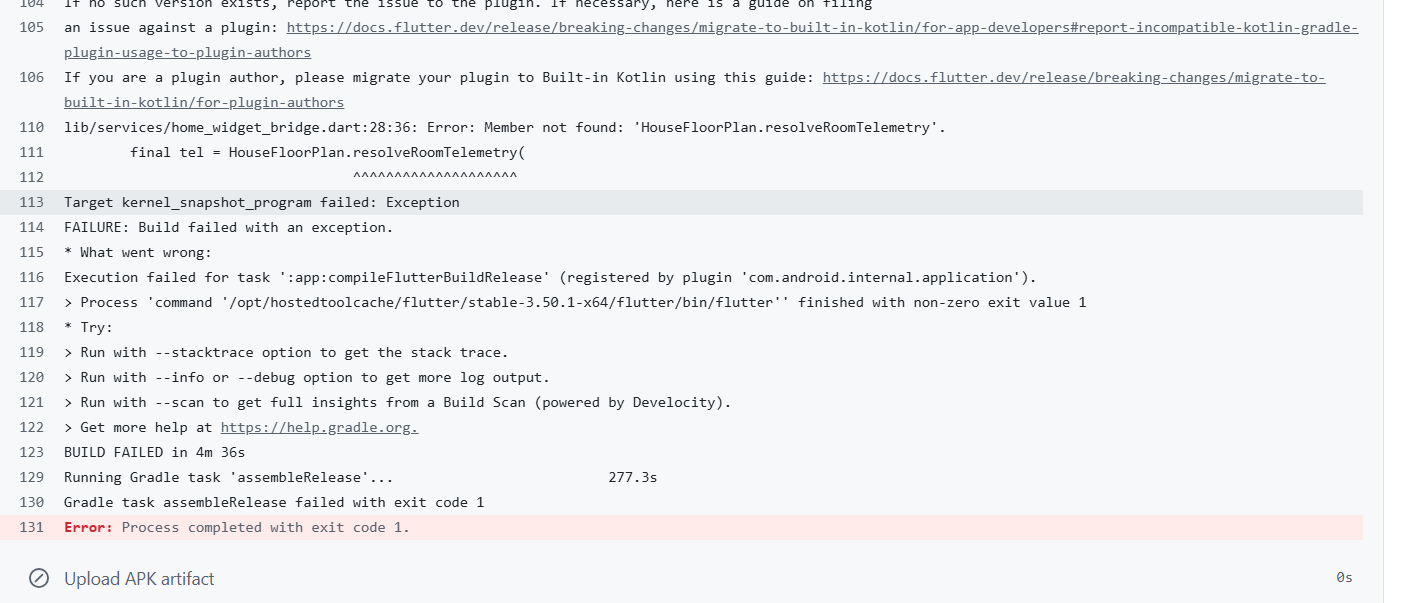 104 If no such version exists, report the issue to the plugin. If necessary, here is a guide on filing
105 an issue against a plugin: https://docs.flutter.dev/release/breaking-changes/migrate-to-built-in-kotlin/for-app-developers#report-incompatible-kotlin-gradle-
plugin-usage-to-plugin-authors
106 If you are a plugin author, please migrate your plugin to Built-in Kotlin using this guide: https://docs.flutter.dev/release/breaking-changes/migrate-to-
built-in-kotlin/for-plugin-authors
110 lib/services/home_widget_bridge.dart:28:36: Error: Member not found: 'HouseFloorPlan.resolveRoomTelemetry'.
111 final tel = HouseFloorPlan.resolveRoomTelemetry(
112 ^^^^^^^^^^^^^^^^^^^^
113 Target kernel_snapshot_program failed: Exception
114 FAILURE: Build failed with an exception.
115 * What went wrong:
116 Execution failed for task ':app:compileFlutterBuildRelease' (registered by plugin 'com.android.internal.application').
117 > Process 'command '/opt/hostedtoolcache/flutter/stable-3.50.1-x64/flutter/bin/flutter'' finished with non-zero exit value 1
118 * Try:
119 > Run with --stacktrace option to get the stack trace.
120 > Run with --info or --debug option to get more log output.
121 > Run with --scan to get full insights from a Build Scan (powered by Develocity).
122 > Get more help at https://help.gradle.org.
123 BUILD FAILED in 4m 36s
129 Running Gradle task 'assembleRelease'... 277.3s
130 Gradle task assembleRelease failed with exit code 1
131 Error: Process completed with exit code 1.
Upload APK artifact 0s